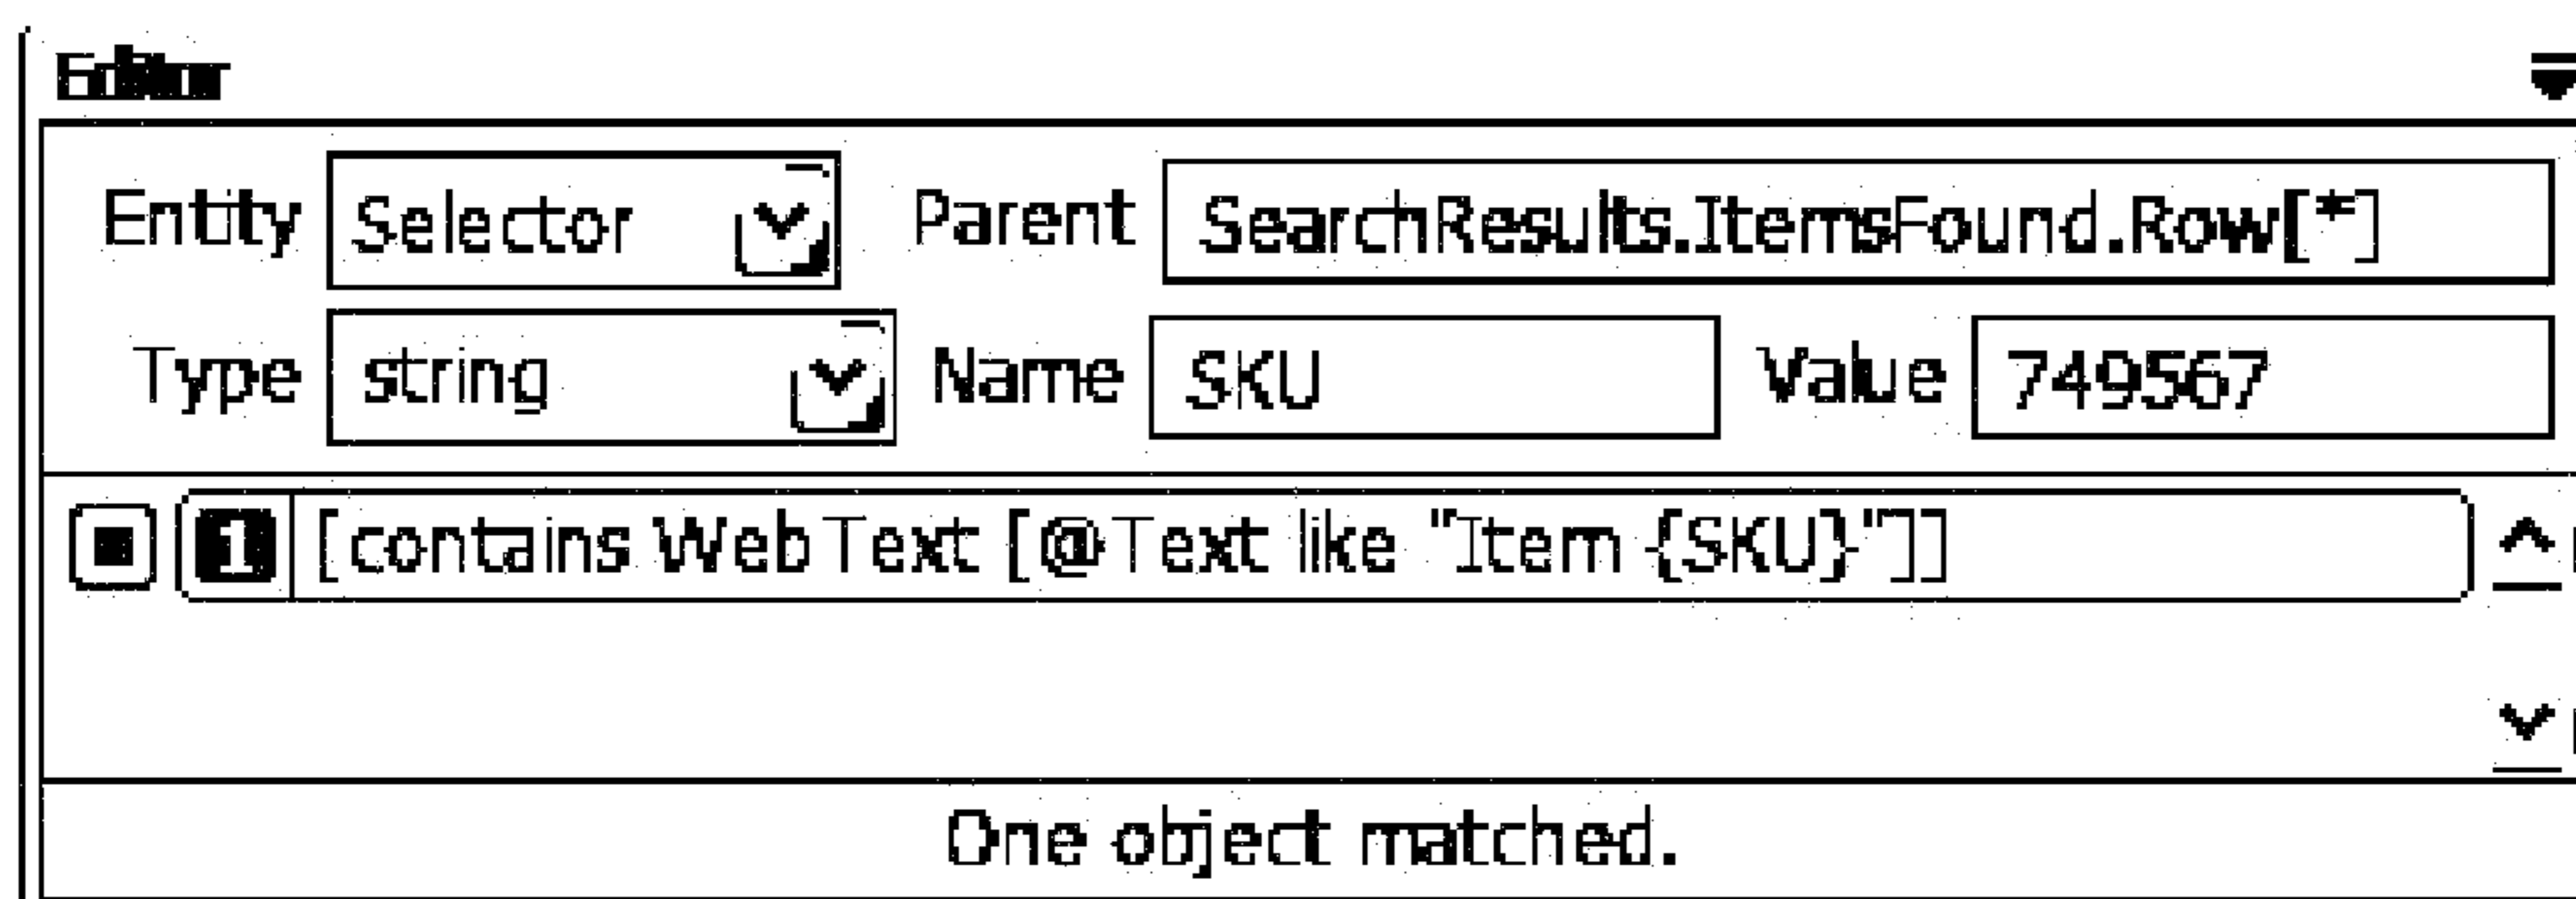 Editor
Entity Selector Parent SearchResults.ItemsFound.Row[*]
Type string Name SKU Value 749567
1 [contains WebText [@Text like "Item {SKU}"]]
One object matched.